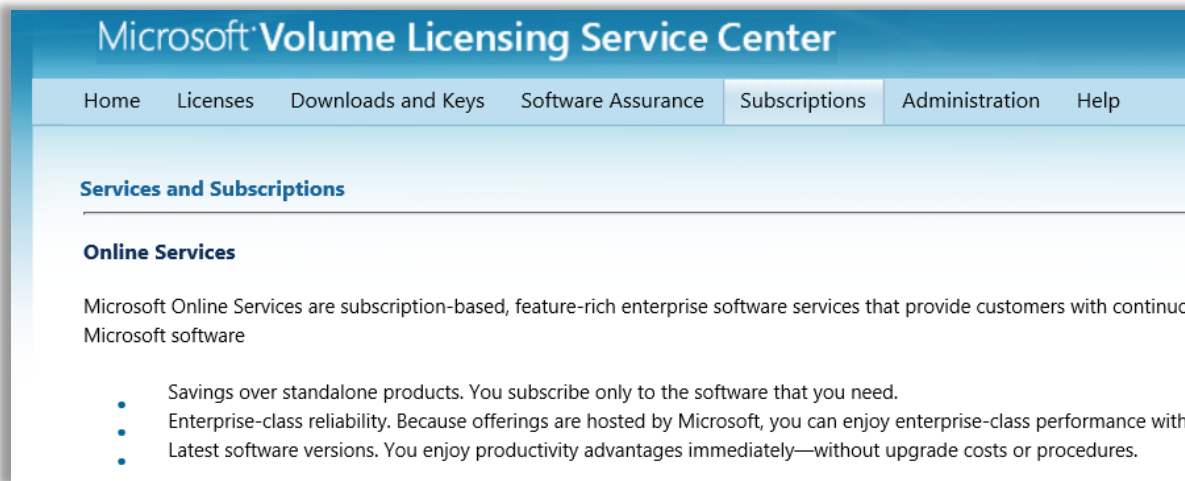 Microsoft Volume Licensing Service Center
Home Licenses Downloads and Keys Software Assurance Subscriptions Administration Help
Services and Subscriptions
Online Services
Microsoft Online Services are subscription-based, feature-rich enterprise software services that provide customers with
Microsoft software
• Savings over standalone products. You subscribe only to the software that you need.
• Enterprise-class reliability. Because offerings are hosted by Microsoft, you can enjoy enterprise-class performance with
• Latest software versions. You enjoy productivity advantages immediately—without upgrade costs or procedures.